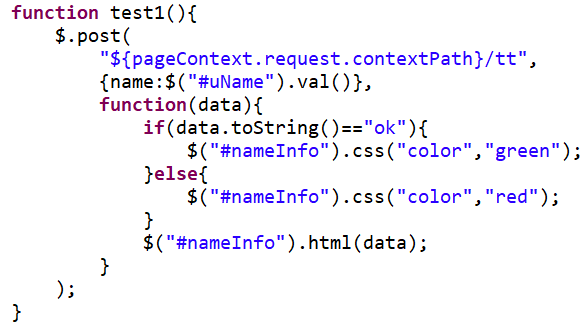 function test1(){
    $.post(
        "${pageContext.request.contextPath}/tt",
        {name:$("#uName").val()},
        function(data){
            if(data.toString()=="ok"){
                $("#nameInfo").css("color","green");
            }else{
                $("#nameInfo").css("color","red");
            }
            $("#nameInfo").html(data);
        }
    );
}